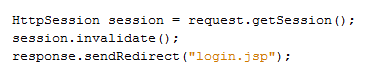 HttpSession session = request.getSession();
session.invalidate();
response.sendRedirect("login.jsp");